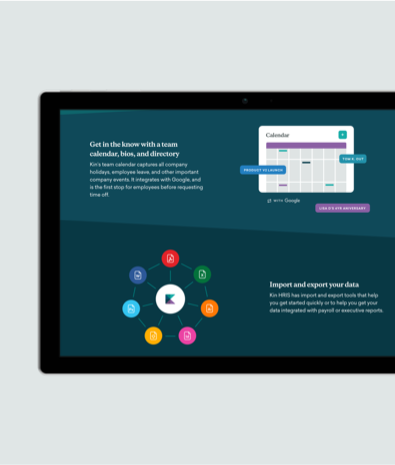 Get in the know with a team
calendar, bios, and directory
Kin's team calendar captures all company
holidays, employee leave, and other important
company events. It integrates with Google, and
is the first stop for employees before requesting
time off.
Calendar
+
TOM R. OUT
PRODUCT V2 LAUNCH
WITH Google
LISA D'S 4YR ANIVERSARY
Import and export your data
Kin HRIS has import and export tools that help
you get started quickly or to help you get your
data integrated with payroll or executive reports.